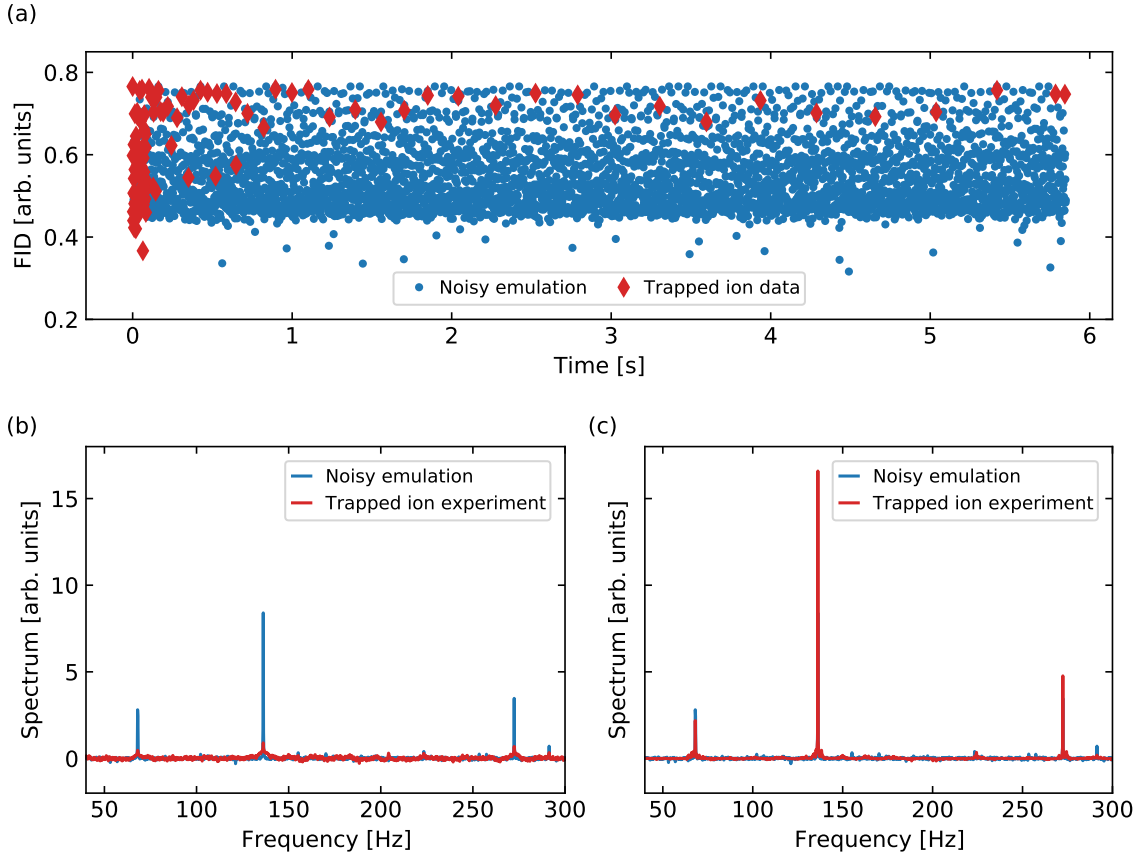 (a)
0.8
0.6
0.4
0.2
FID [arb. units]
Noisy emulation
Trapped ion data
0 1 2 3 4 5 6
Time [s]
(b)
15
10
5
0
Spectrum [arb. units]
Noisy emulation
Trapped ion experiment
50 100 150 200 250 300
Frequency [Hz]
(c)
Spectrum [arb. units]
Noisy emulation
Trapped ion experiment
50 100 150 200 250 300
Frequency [Hz]